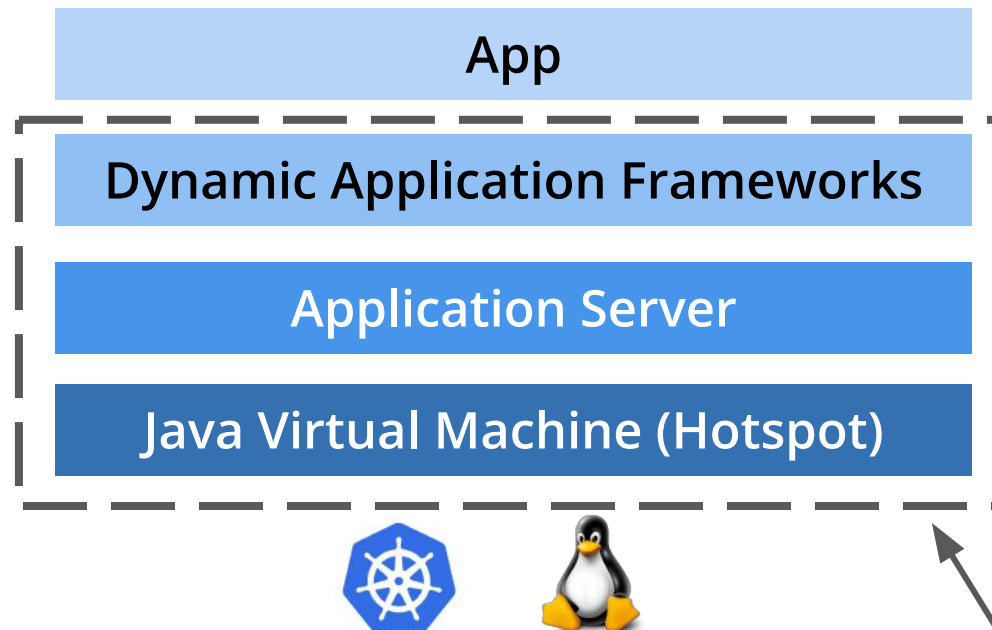 App
Dynamic Application Frameworks
Application Server
Java Virtual Machine (Hotspot)